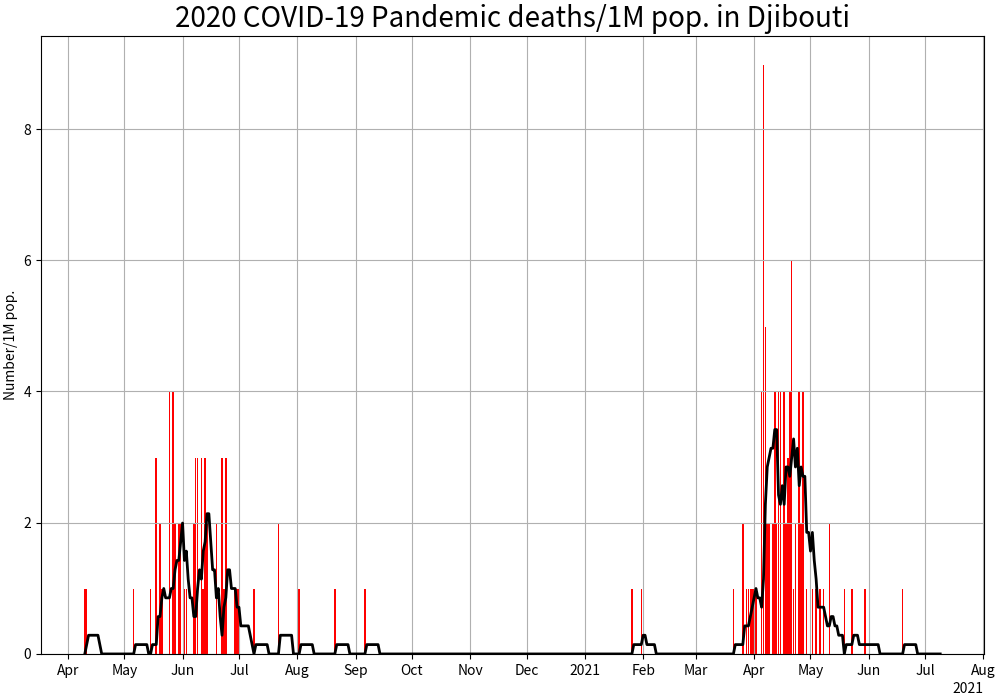 2020 COVID-19 Pandemic deaths/1M pop. in Djibouti
Number/1M pop.
8
6
4
2
0
Apr May Jun Jul Aug Sep Oct Nov Dec 2021 Feb Mar Apr May Jun Jul Aug
2021